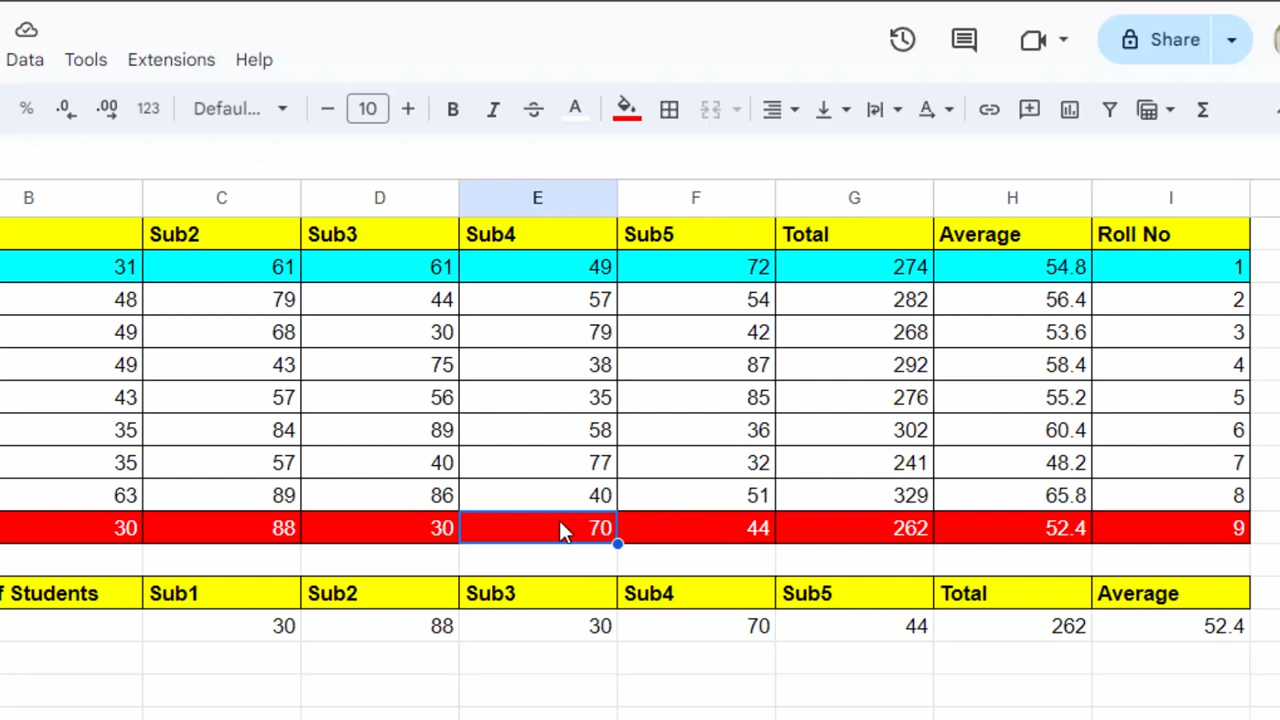 Data Tools Extensions Help Share
% .0 .00 123 Defaul... − 10 + B I S A Σ
B C D E F G H I
Sub2 Sub3 Sub4 Sub5 Total Average Roll No
31 61 61 49 72 274 54.8 1
48 79 44 57 54 282 56.4 2
49 68 30 79 42 268 53.6 3
49 43 75 38 87 292 58.4 4
43 57 56 35 85 276 55.2 5
35 84 89 58 36 302 60.4 6
35 57 40 77 32 241 48.2 7
63 89 86 40 51 329 65.8 8
30 88 30 70 44 262 52.4 9
f Students Sub1 Sub2 Sub3 Sub4 Sub5 Total Average
30 88 30 70 44 262 52.4